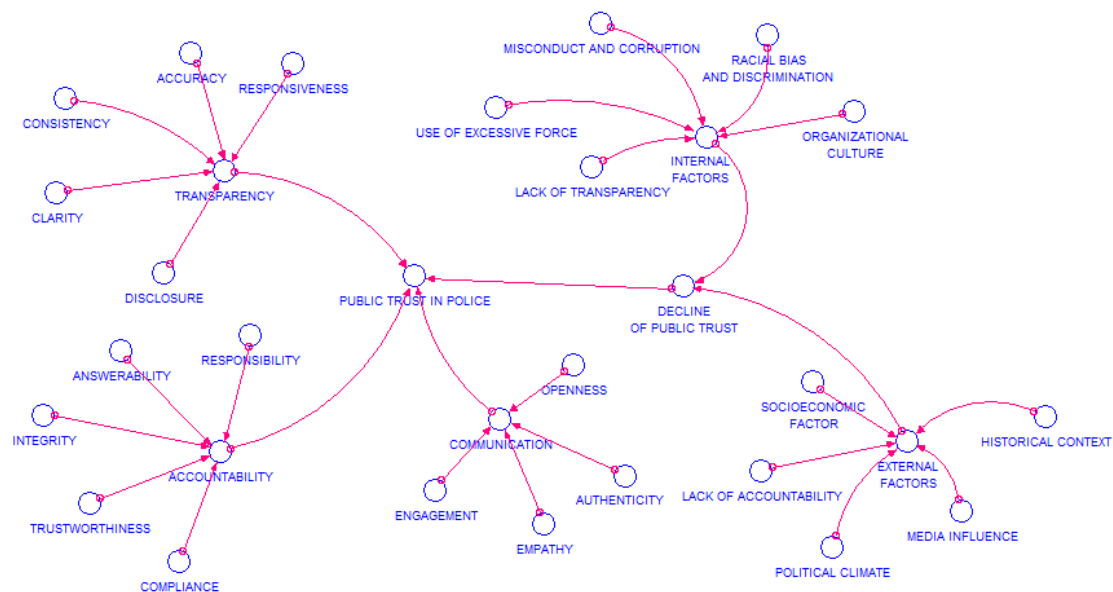 MISCONDUCT AND CORRUPTION
RACIAL BIAS
AND DISCRIMINATION
ACCURACY
RESPONSIVENESS
CONSISTENCY
USE OF EXCESSIVE FORCE
ORGANIZATIONAL
CULTURE
INTERNAL
FACTORS
LACK OF TRANSPARENCY
TRANSPARENCY
CLARITY
DISCLOSURE
PUBLIC TRUST IN POLICE
DECLINE
OF PUBLIC TRUST
RESPONSIBILITY
ANSWERABILITY
OPENNESS
SOCIOECONOMIC
FACTOR
INTEGRITY
COMMUNICATION
HISTORICAL CONTEXT
ACCOUNTABILITY
EXTERNAL
FACTORS
LACK OF ACCOUNTABILITY
AUTHENTICITY
TRUSTWORTHINESS
ENGAGEMENT
EMPATHY
MEDIA INFLUENCE
POLITICAL CLIMATE
COMPLIANCE